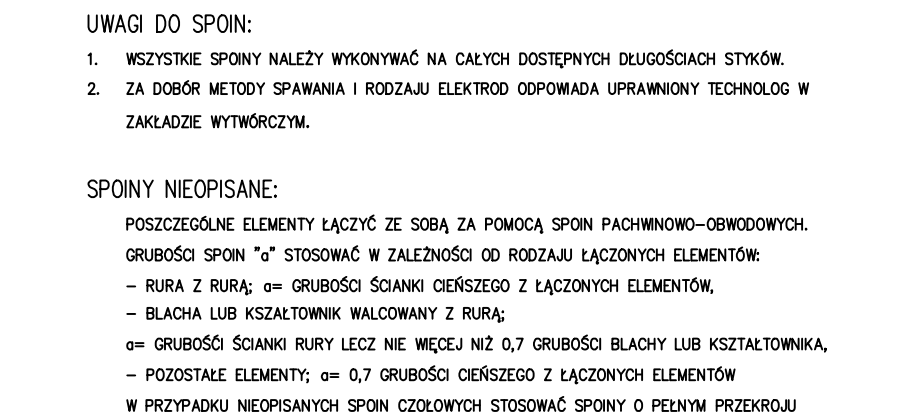 UWAGI DO SPOIN:
1. WSZYSTKIE SPOINY NALEŻY WYKONYWAĆ NA CAŁYCH DOSTĘPNYCH DŁUGOŚCIACH STYKÓW.
2. ZA DOBÓR METODY SPAWANIA I RODZAJU ELEKTROD ODPOWIADA UPRAWNIONY TECHNOLOG W
ZAKŁADZIE WYTWÓRCZYM.
SPOINY NIEOPISANE:
POSZCZEGÓLNE ELEMENTY ŁĄCZYĆ ZE SOBĄ ZA POMOCĄ SPOIN PACHWINOWO-OBWODOWYCH.
GRUBOŚCI SPOIN "a" STOSOWAĆ W ZALEŻNOŚCI OD RODZAJU ŁĄCZONYCH ELEMENTÓW:
- RURA Z RURĄ; a= GRUBOŚCI ŚCIANKI CIEŃSZEGO Z ŁĄCZONYCH ELEMENTÓW,
- BLACHA LUB KSZAŁTOWNIK WALCOWANY Z RURĄ;
a= GRUBOŚĆI ŚCIANKI RURY LECZ NIE WIĘCEJ NIŻ 0,7 GRUBOŚCI BLACHY LUB KSZTAŁTOWNIKA,
- POZOSTAŁE ELEMENTY; a= 0,7 GRUBOŚCI CIEŃSZEGO Z ŁĄCZONYCH ELEMENTÓW
W PRZYPADKU NIEOPISANYCH SPOIN CZOŁOWYCH STOSOWAĆ SPOINY O PEŁNYM PRZEKROJU